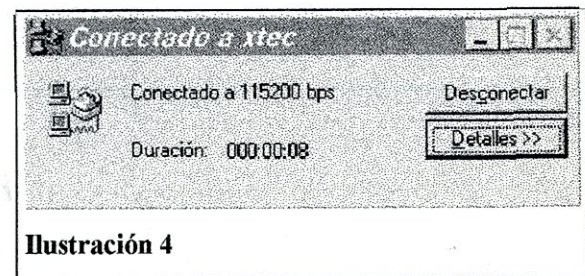 Conectado a xtec
Conectado a 115200 bps
Desconectar
Duración: 000:00:08
Detalles >>
Ilustración 4